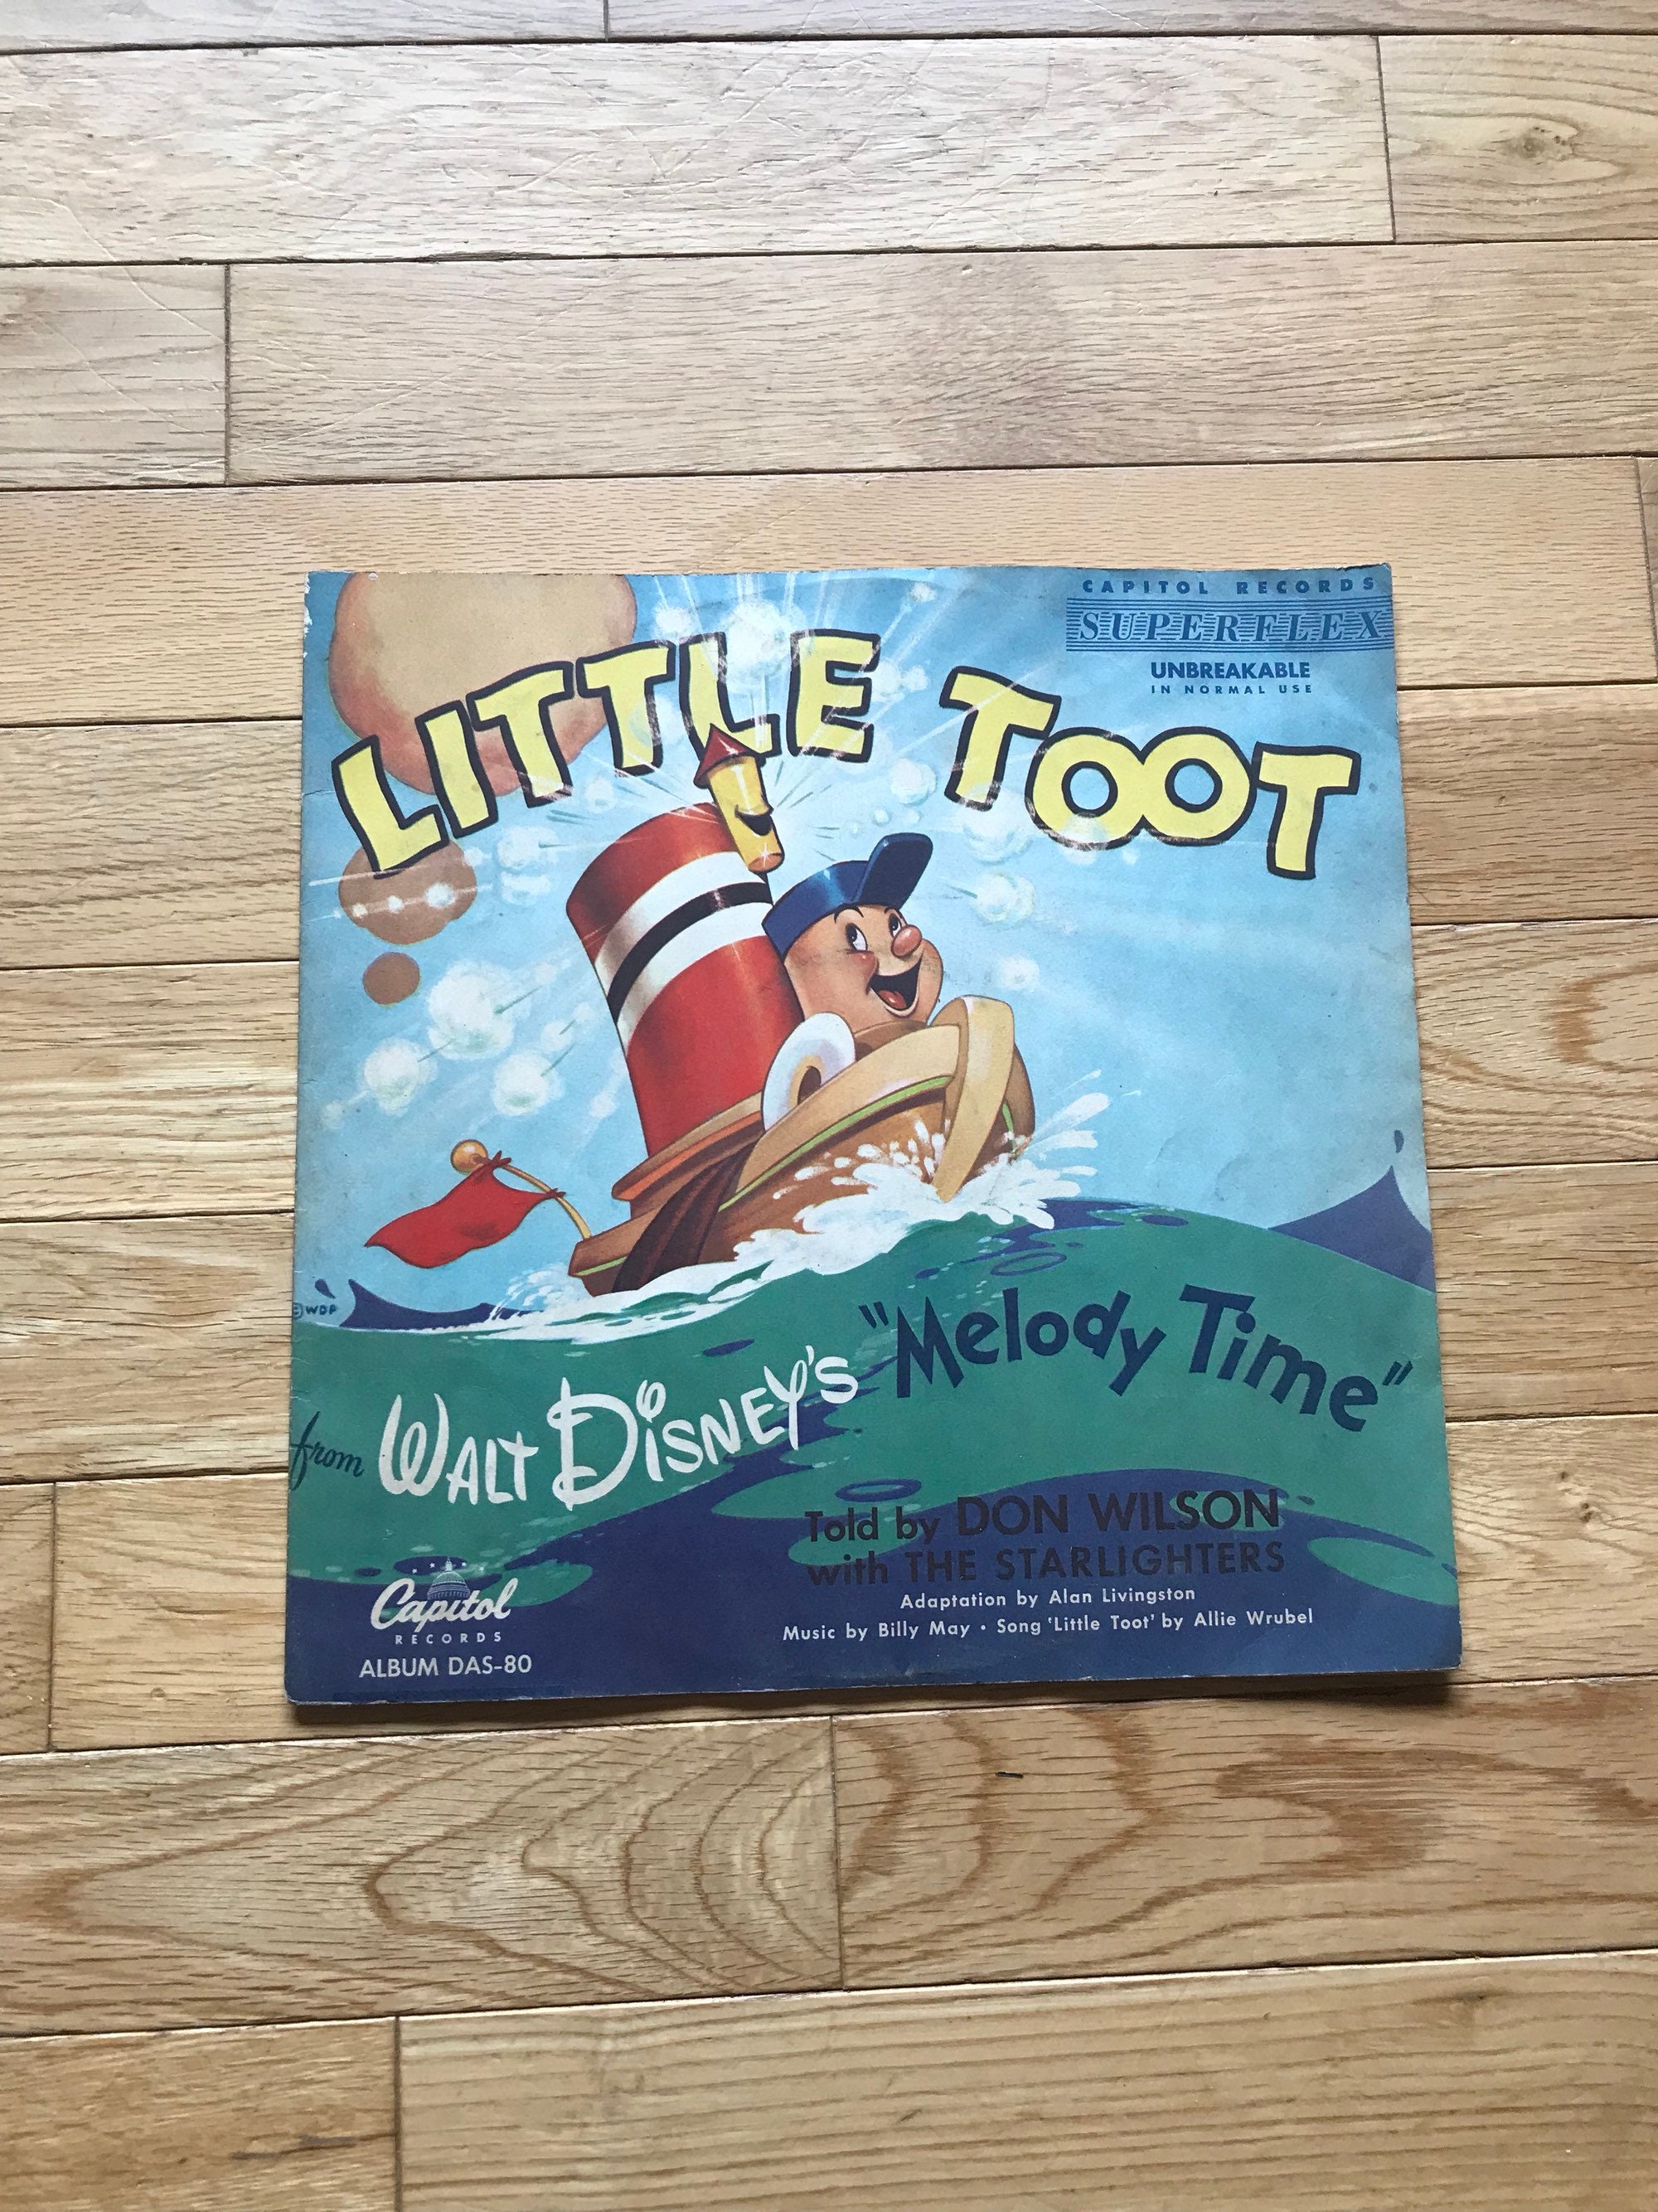 CAPITOL RECORDS
SUPERFLEX
UNBREAKABLE
IN NORMAL USE
LITTLE TOOT
WDP
from WALT DISNEY'S "Melody Time"
Told by DON WILSON
with THE STARLIGHTERS
Adaptation by Alan Livingston
Music by Billy May • Song 'Little Toot' by Allie Wrubel
Capitol
RECORDS
ALBUM DAS-80